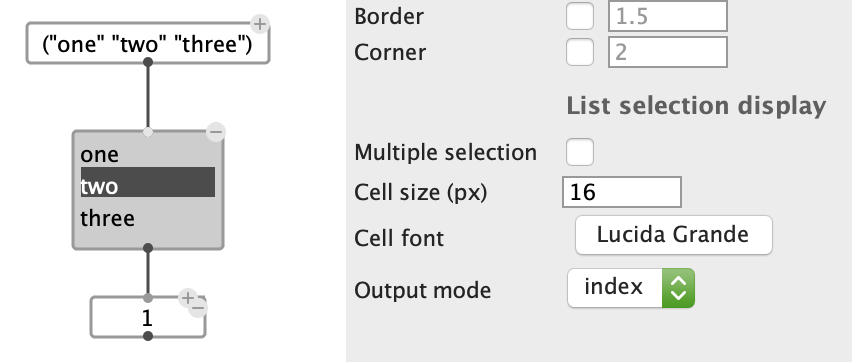 ("one" "two" "three")
one
two
three
1
Border 1.5
Corner 2
List selection display
Multiple selection
Cell size (px) 16
Cell font Lucida Grande
Output mode index